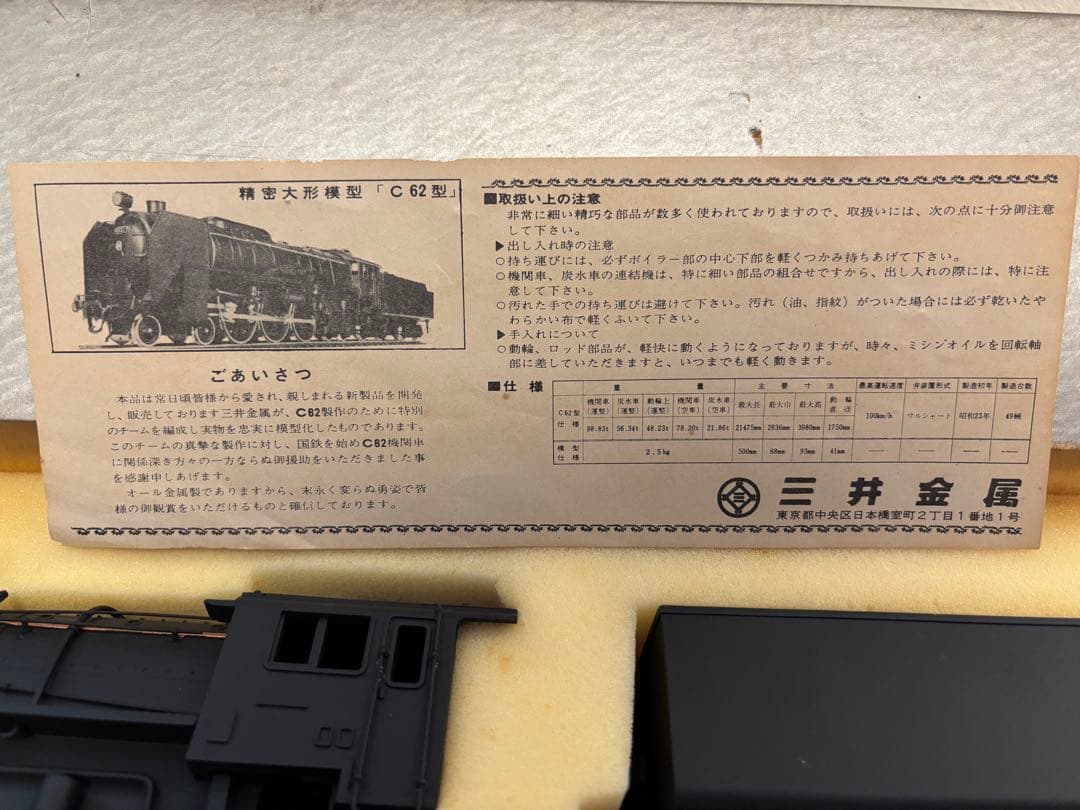 精密大形模型「C62型」
ごあいさつ
本品は常日頃皆様から愛され、親しまれる新製品を開発
し、販売しております三井金属が、C62製作のために特別
のチームを編成し実物を忠実に模型化したものであります。
このチームの真摯な製作に対し、国鉄を始めC62機関車
に関係深き方々の一方ならぬ御援助をいただきました事
を感謝申しあげます。
オール金属製でありますから、末永く変らぬ勇姿で皆
様の御観賞をいただけるものと確信しております。
■取扱い上の注意
非常に細い精巧な部品が数多く使われておりますので、取扱いには、次の点に十分御注意
して下さい。
▶出し入れ時の注意
○持ち運びには、必ずボイラー部の中心下部を軽くつかみ持ちあげて下さい。
○機関車、炭水車の連結機は、特に細い部品の組合せですから、出し入れの際には、特に注
意して下さい。
○汚れた手での持ち運びは避けて下さい。汚れ（油、指紋）がついた場合には必ず乾いたや
わらかい布で軽くふいて下さい。
▶手入れについて
○動輪、ロッド部品が、軽快に動くようになっておりますが、時々、ミシンオイルを回転軸
部に差していただきますと、いつまでも軽く動きます。
■仕様
重 量 主要寸法 最高運転速度 弁装置形式 製造初年 製造台数
機関車(運整) 炭水車(運整) 動輪上(運整) 機関車(空車) 炭水車(空車) 最大長 最大巾 最大高 動輪直径
C62型仕様 88.83t 56.34t 48.23t 78.20t 21.86t 21475mm 2936mm 3980mm 1750mm 100km/h ワルシャート 昭和23年 49輌
模型仕様 2.5kg 500mm 68mm 93mm 41mm — — — —
三井金属
東京都中央区日本橋室町2丁目1番地1号